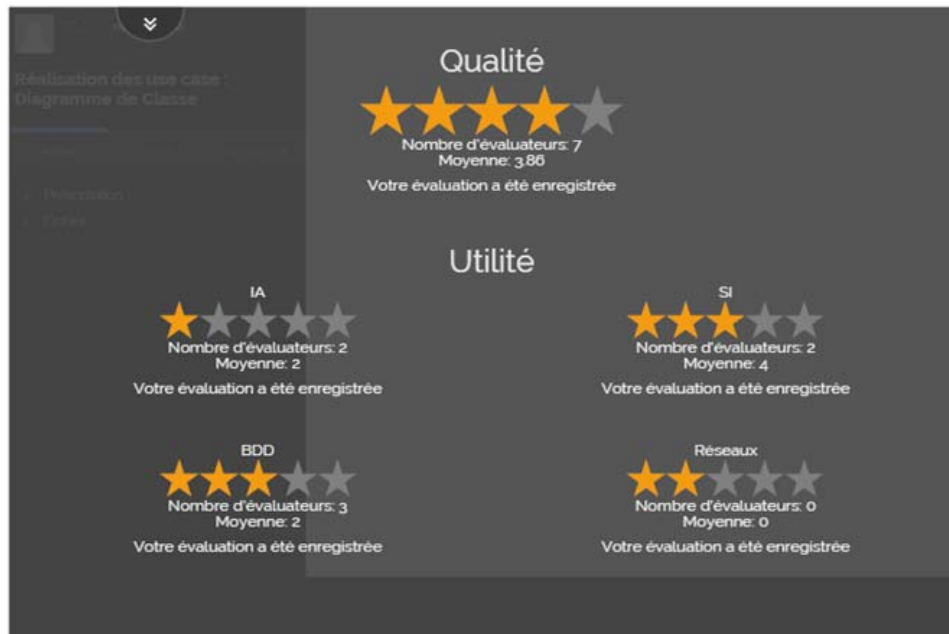 Réalisation des use case :
Diagramme de Classe
Présentation
Qualité
Nombre d'évaluateurs: 7
Moyenne: 3.86
Votre évaluation a été enregistrée
Utilité
IA
Nombre d'évaluateurs: 2
Moyenne: 2
Votre évaluation a été enregistrée
SI
Nombre d'évaluateurs: 2
Moyenne: 4
Votre évaluation a été enregistrée
BDD
Nombre d'évaluateurs: 3
Moyenne: 2
Votre évaluation a été enregistrée
Réseaux
Nombre d'évaluateurs: 0
Moyenne: 0
Votre évaluation a été enregistrée